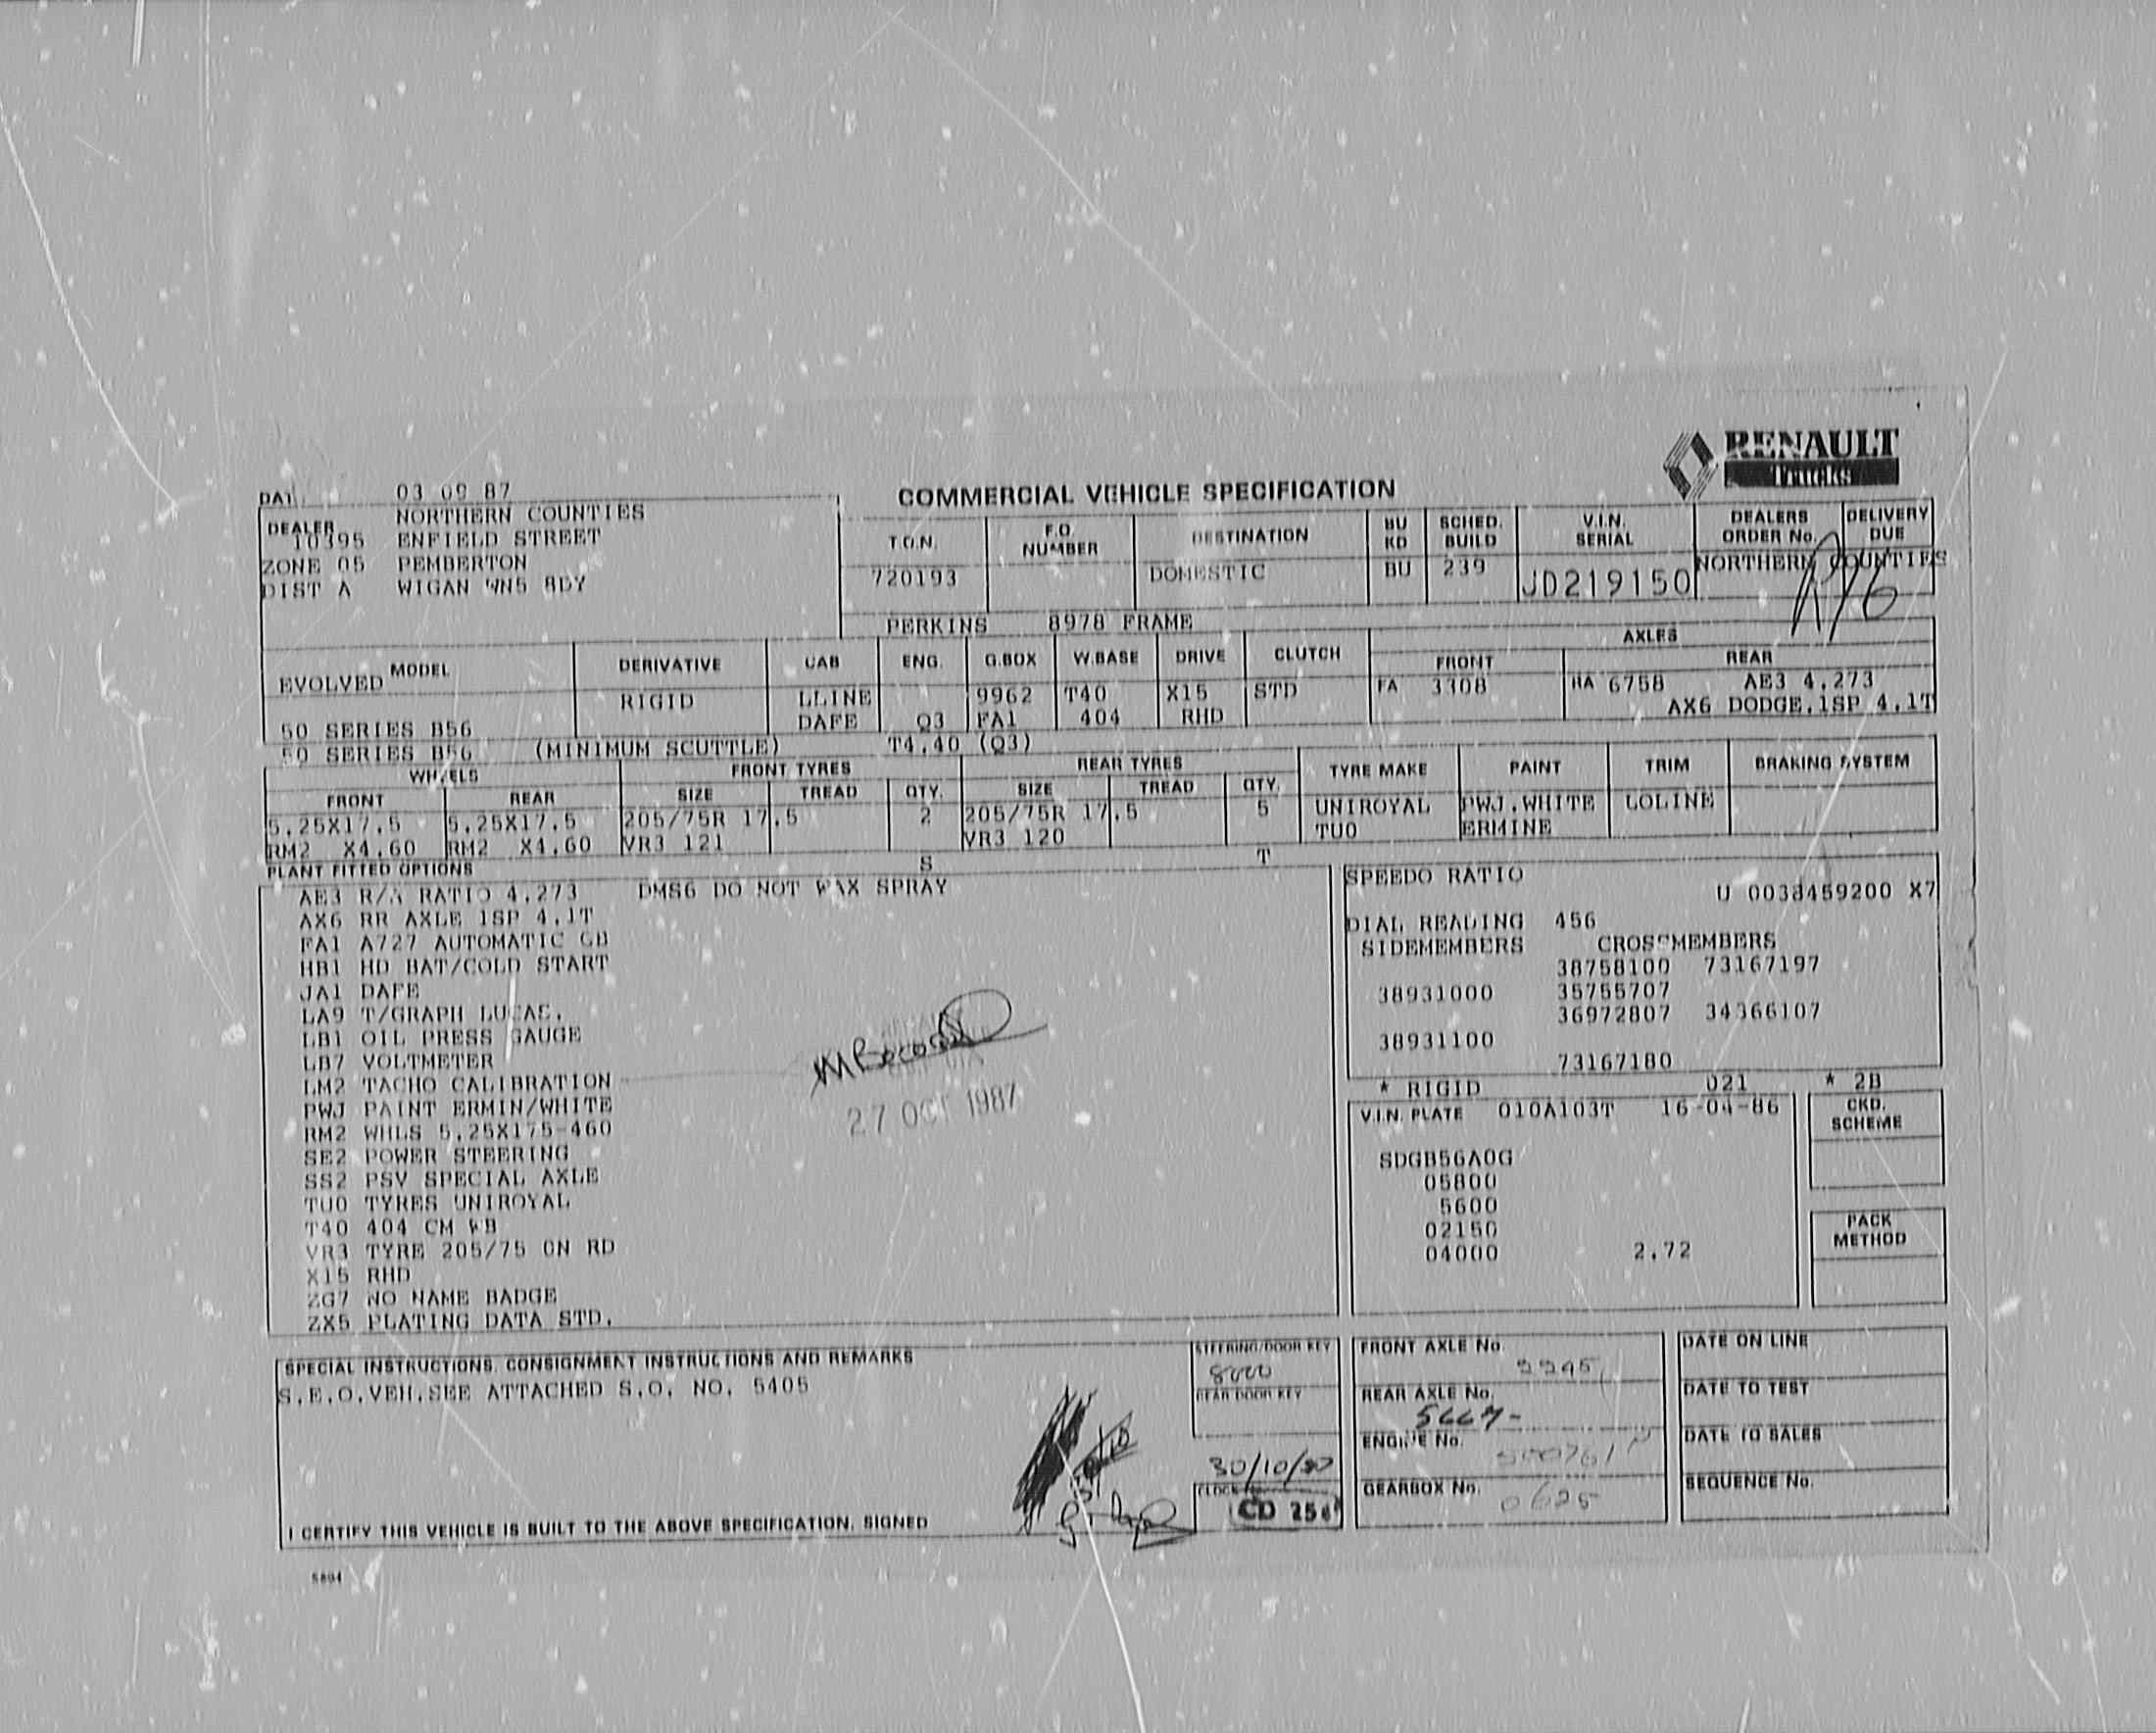 RENAULT
Trucks
COMMERCIAL VEHICLE SPECIFICATION
03 09 87
DEALER NORTHERN COUNTIES
10395 ENFIELD STREET
ZONE 05 PEMBERTON
DIST A WIGAN WN5 8DY
T.O.N. F.O. NUMBER DESTINATION BU KD SCHED. BUILD V.I.N. SERIAL DEALERS ORDER No. DELIVERY DUE
720193 DOMESTIC BU 239 JD219150 NORTHERN COUNTIES
PERKINS 8978 FRAME
MODEL DERIVATIVE CAB ENG. G.BOX W.BASE DRIVE CLUTCH AXLES FRONT REAR
EVOLVED RIGID LLINE 9962 T40 X15 STD FA 3308 RA 6758 AE3 4.273
50 SERIES B56 DAFE Q3 FA1 404 RHD AX6 DODGE.1SP 4.1T
50 SERIES B56 (MINIMUM SCUTTLE) T4.40 (Q3)
WHEELS FRONT TYRES REAR TYRES TYRE MAKE PAINT TRIM BRAKING SYSTEM
FRONT REAR SIZE TREAD QTY. SIZE TREAD QTY.
5.25X17.5 5.25X17.5 205/75R 17.5 2 205/75R 17.5 5 UNIROYAL PWJ.WHITE LOLINE
RM2 X4.60 RM2 X4.60 VR3 121 VR3 120 TU0 ERMINE
S T
PLANT FITTED OPTIONS
AE3 R/A RATIO 4.273 DMS6 DO NOT WAX SPRAY
AX6 RR AXLE 1SP 4.1T
FA1 A727 AUTOMATIC GB
HB1 HD BAT/COLD START
JA1 DAFE
LA9 T/GRAPH LUCAS.
LB1 OIL PRESS GAUGE
LB7 VOLTMETER
LM2 TACHO CALIBRATION
PWJ PAINT ERMIN/WHITE
RM2 WHLS 5.25X175-460
SE2 POWER STEERING
SS2 PSV SPECIAL AXLE
TU0 TYRES UNIROYAL
T40 404 CM WB
VR3 TYRE 205/75 ON RD
X15 RHD
ZG7 NO NAME BADGE
ZX5 PLATING DATA STD.
27 OCT 1987
SPEEDO RATIO
U 0038459200 X7
DIAL READING 456
SIDEMEMBERS CROSSMEMBERS
38758100 73167197
38931000 35755707
36972807 34366107
38931100
73167180
* RIGID 021 * 2B
V.I.N. PLATE 010A103T 16-04-86
CKD. SCHEME
SDGB56A0G
05800
5600
02150
04000 2.72
PACK METHOD
SPECIAL INSTRUCTIONS, CONSIGNMENT INSTRUCTIONS AND REMARKS
S.E.O.VEH.SEE ATTACHED S.O. NO. 5405
I CERTIFY THIS VEHICLE IS BUILT TO THE ABOVE SPECIFICATION. SIGNED
STEERING/DOOR KEY
8000
REAR DOOR KEY
30/10/87
CLOCK
CD 256
FRONT AXLE No.
REAR AXLE No.
ENGINE No.
GEARBOX No. 0625
DATE ON LINE
DATE TO TEST
DATE TO SALES
SEQUENCE No.
5804